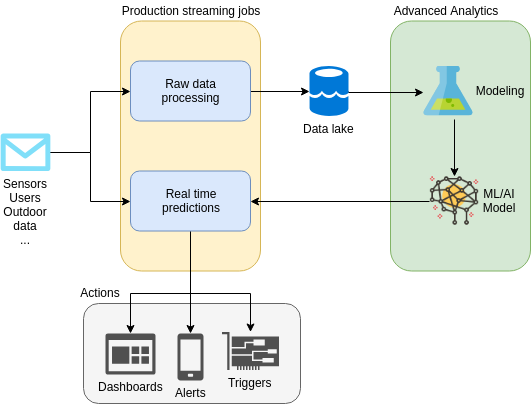 Production streaming jobs
Advanced Analytics
Raw data
processing
Data lake
Modeling
Sensors
Users
Outdoor
data
...
Real time
predictions
ML/AI
Model
Actions
Dashboards
Alerts
Triggers